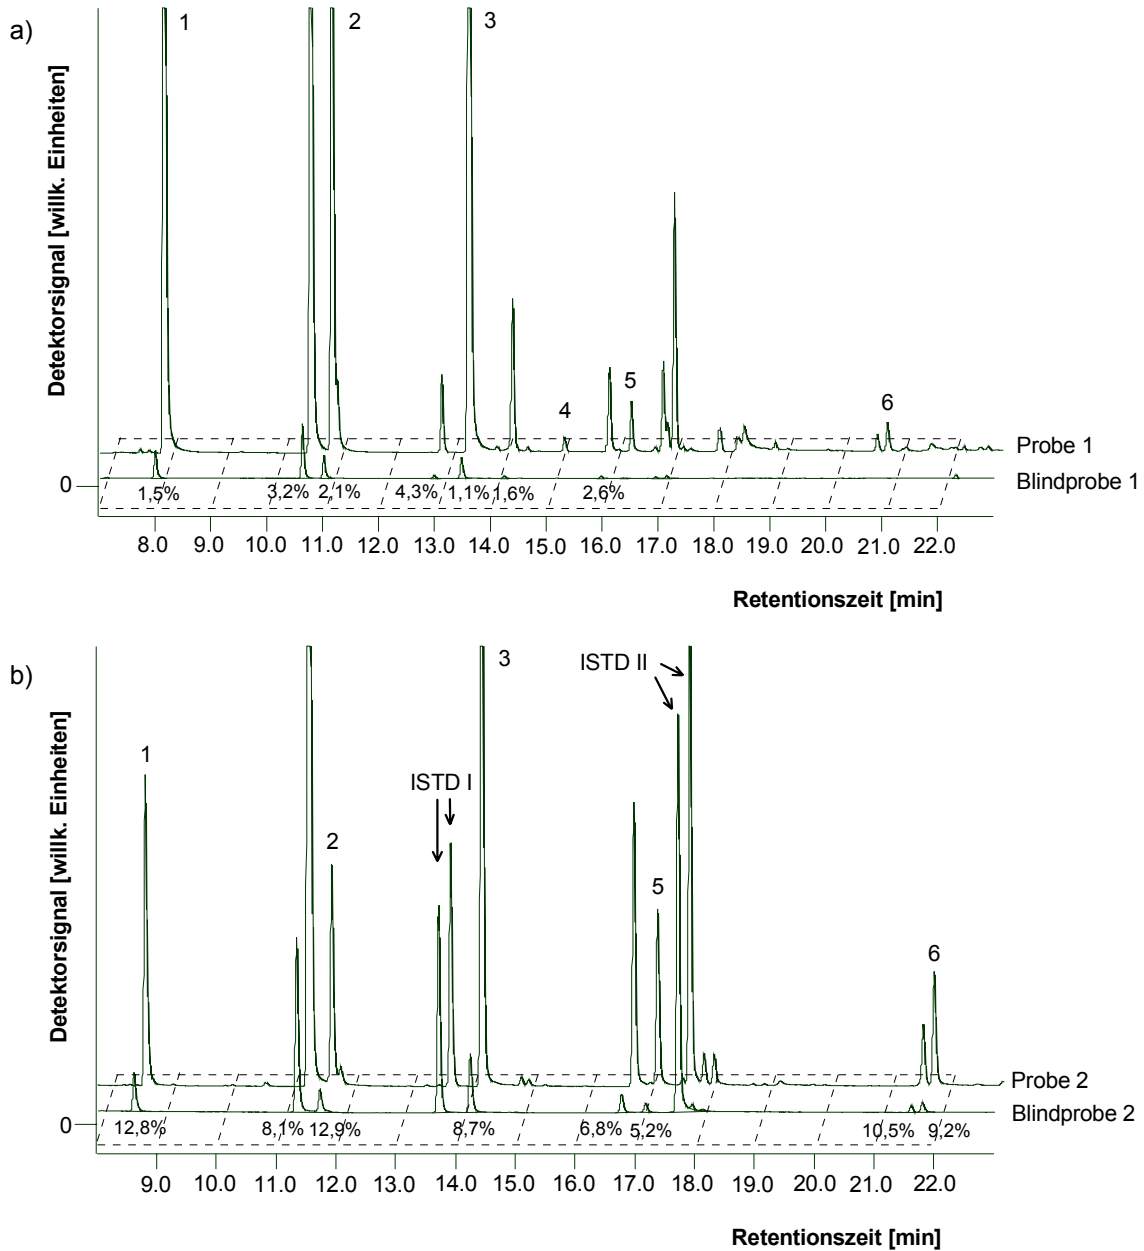 a)
Detektorsignal [willk. Einheiten]
1
2
3
4
5
6
Probe 1
Blindprobe 1
0
1,5% 3,2% 2,1% 4,3% 1,1% 1,6% 2,6%
8.0 9.0 10.0 11.0 12.0 13.0 14.0 15.0 16.0 17.0 18.0 19.0 20.0 21.0 22.0
Retentionszeit [min]
b)
Detektorsignal [willk. Einheiten]
3
ISTD II
1
ISTD I
2
5
6
Probe 2
Blindprobe 2
0
12,8% 8,1% 12,9% 8,7% 6,8% 5,2% 10,5% 9,2%
9.0 10.0 11.0 12.0 13.0 14.0 15.0 16.0 17.0 18.0 19.0 20.0 21.0 22.0
Retentionszeit [min]